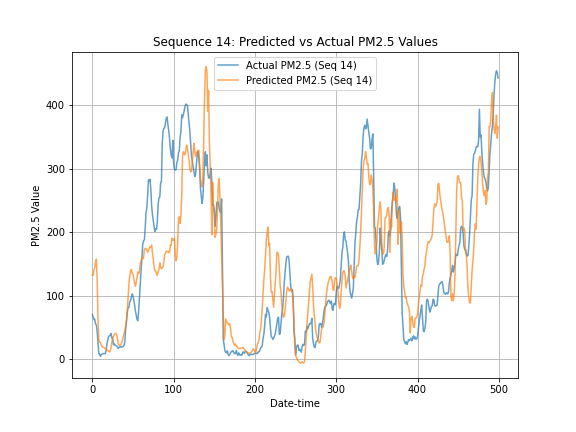 Sequence 14: Predicted vs Actual PM2.5 Values
Actual PM2.5 (Seq 14)
Predicted PM2.5 (Seq 14)
PM2.5 Value
400
300
200
100
0
0 100 200 300 400 500
Date-time